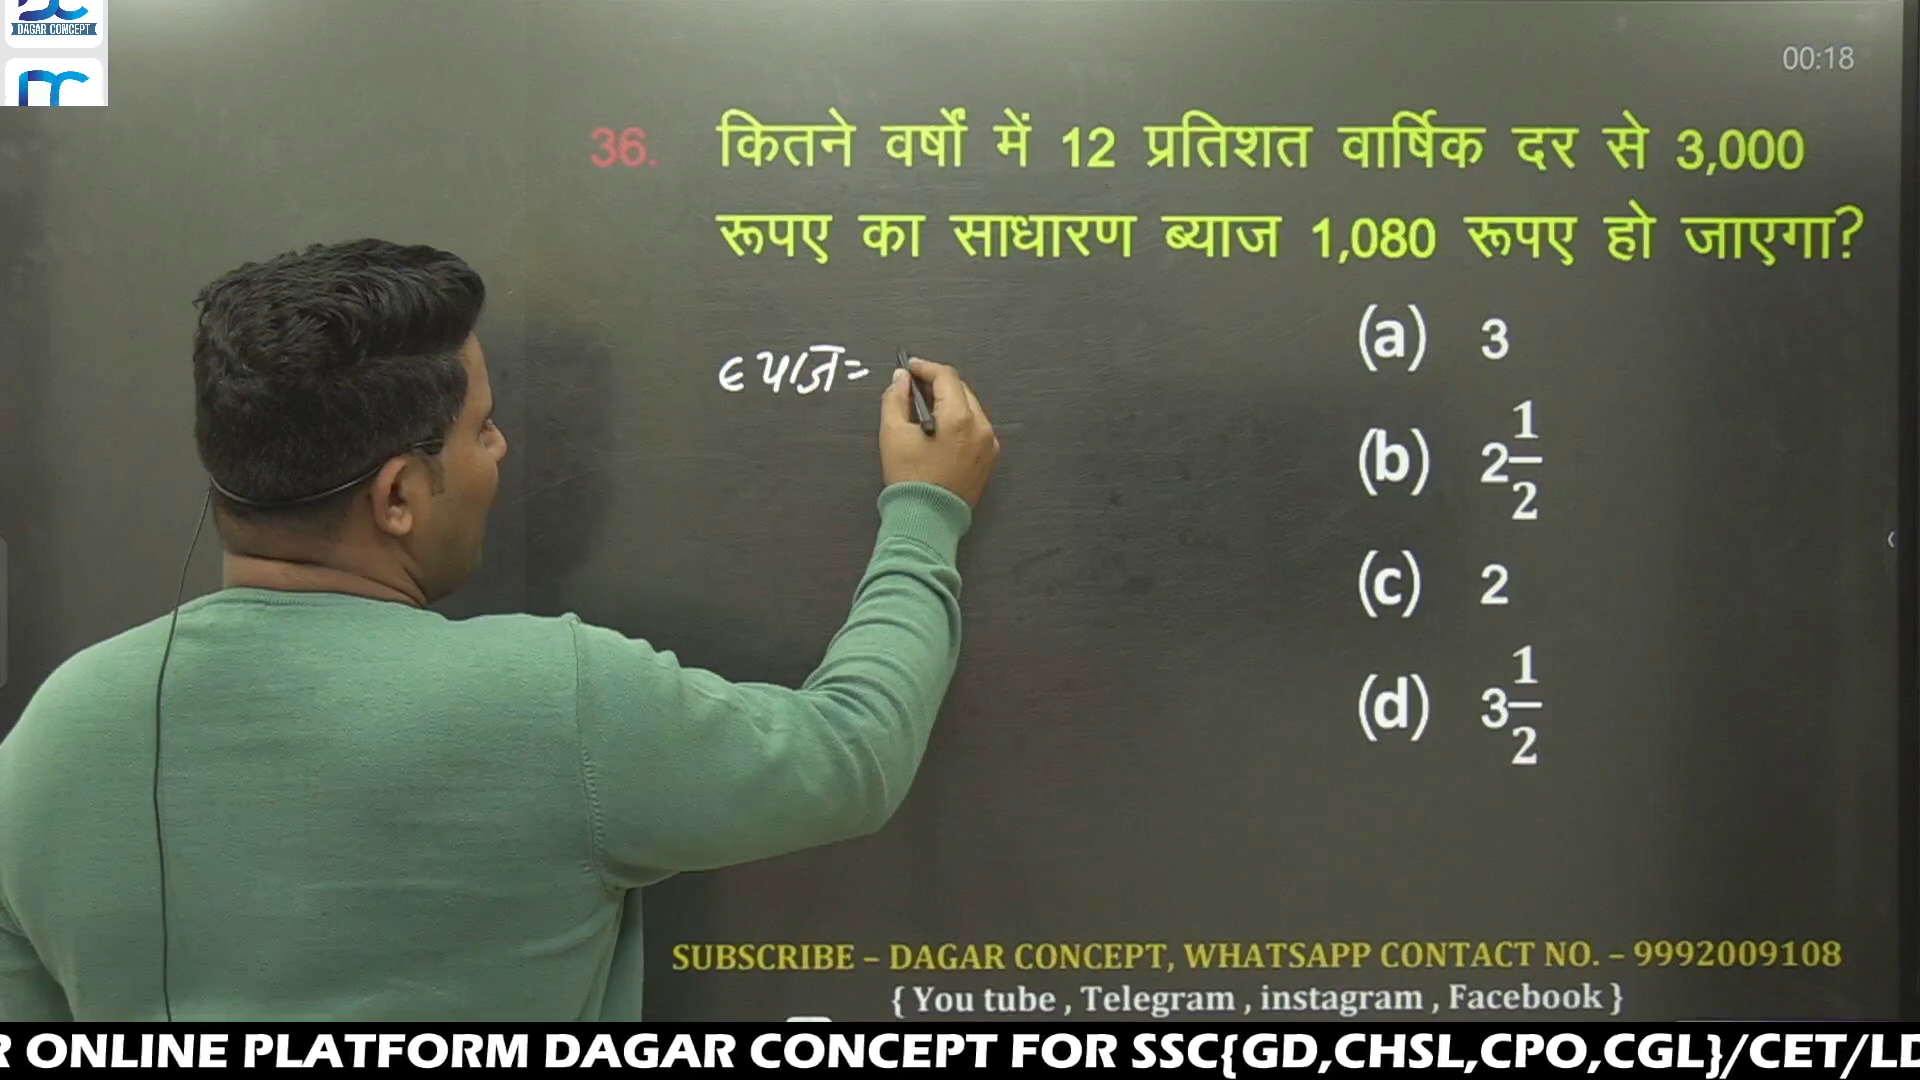 DAGAR CONCEPT
00:18
36. कितने वर्षों में 12 प्रतिशत वार्षिक दर से 3,000
रूपए का साधारण ब्याज 1,080 रूपए हो जाएगा?
ब्याज=
(a) 3
(b) 2 1/2
(c) 2
(d) 3 1/2
SUBSCRIBE – DAGAR CONCEPT, WHATSAPP CONTACT NO. – 9992009108
{ You tube , Telegram , instagram , Facebook }
R ONLINE PLATFORM DAGAR CONCEPT FOR SSC{GD,CHSL,CPO,CGL}/CET/LD